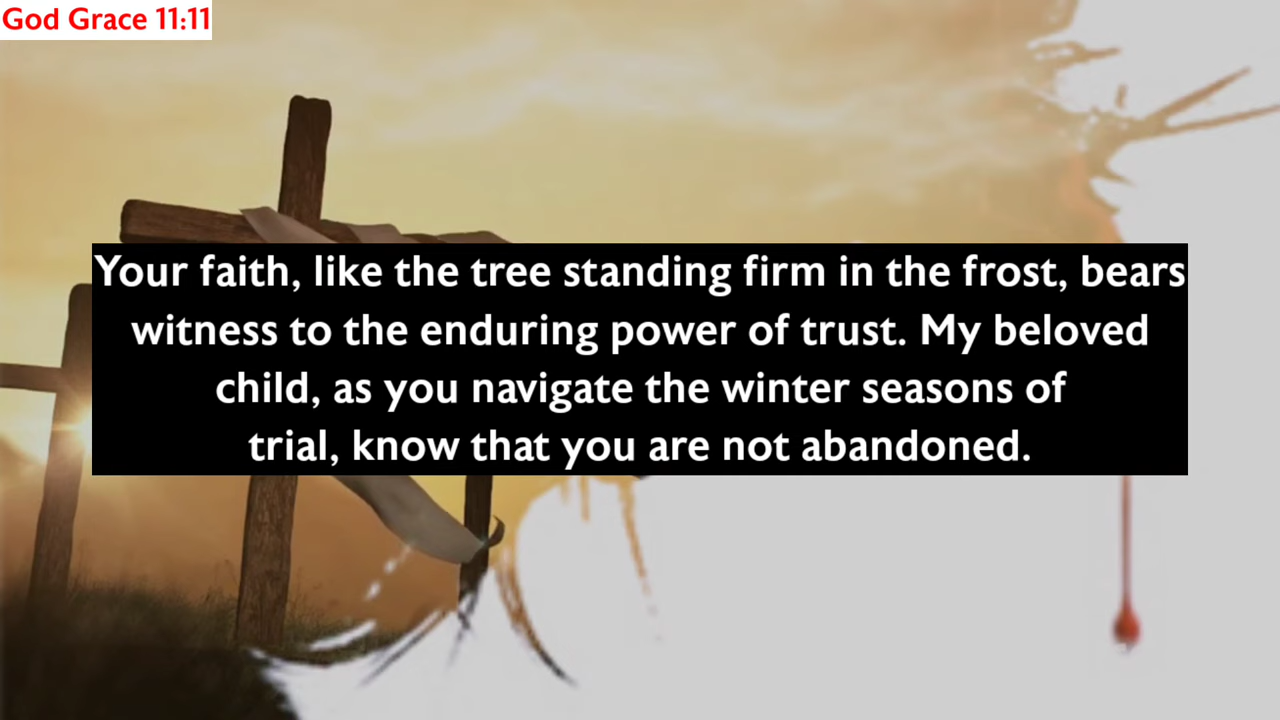 God Grace 11:11
Your faith, like the tree standing firm in the frost, bears
witness to the enduring power of trust. My beloved
child, as you navigate the winter seasons of
trial, know that you are not abandoned.